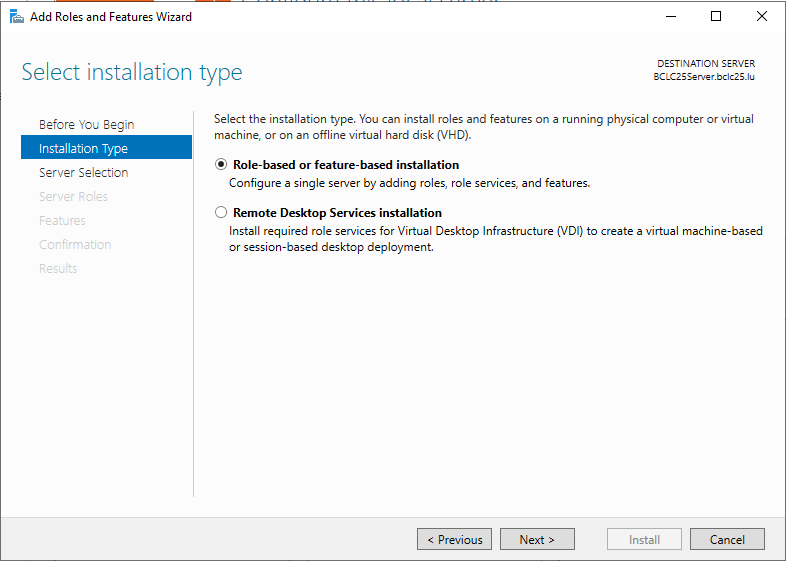 Add Roles and Features Wizard
Select installation type
DESTINATION SERVER
BCLC25Server.bclc25.lu
Before You Begin
Installation Type
Server Selection
Server Roles
Features
Confirmation
Results
Select the installation type. You can install roles and features on a running physical computer or virtual
machine, or on an offline virtual hard disk (VHD).
Role-based or feature-based installation
Configure a single server by adding roles, role services, and features.
Remote Desktop Services installation
Install required role services for Virtual Desktop Infrastructure (VDI) to create a virtual machine-based
or session-based desktop deployment.
< Previous
Next >
Install
Cancel